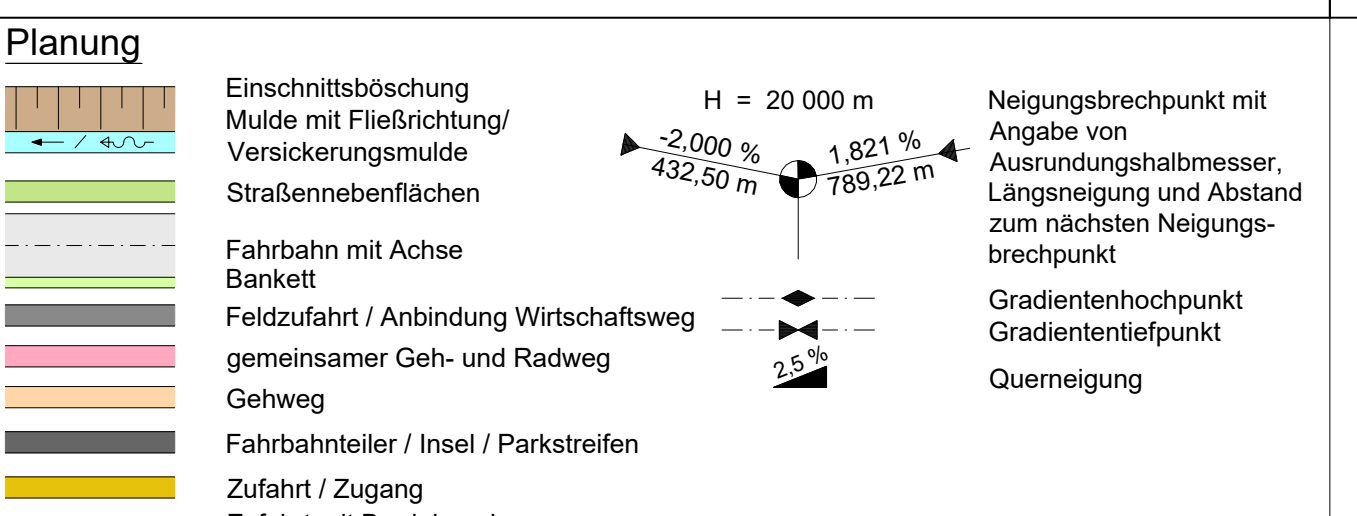 Planung
Einschnittsböschung
Mulde mit Fließrichtung/
Versickerungsmulde
Straßennebenflächen
Fahrbahn mit Achse
Bankett
Feldzufahrt / Anbindung Wirtschaftsweg
gemeinsamer Geh- und Radweg
Gehweg
Fahrbahnteiler / Insel / Parkstreifen
Zufahrt / Zugang
H = 20 000 m
-2,000 %
432,50 m
1,821 %
789,22 m
Neigungsbrechpunkt mit
Angabe von
Ausrundungshalbmesser,
Längsneigung und Abstand
zum nächsten Neigungs-
brechpunkt
Gradientenhochpunkt
Gradiententiefpunkt
2,5 %
Querneigung